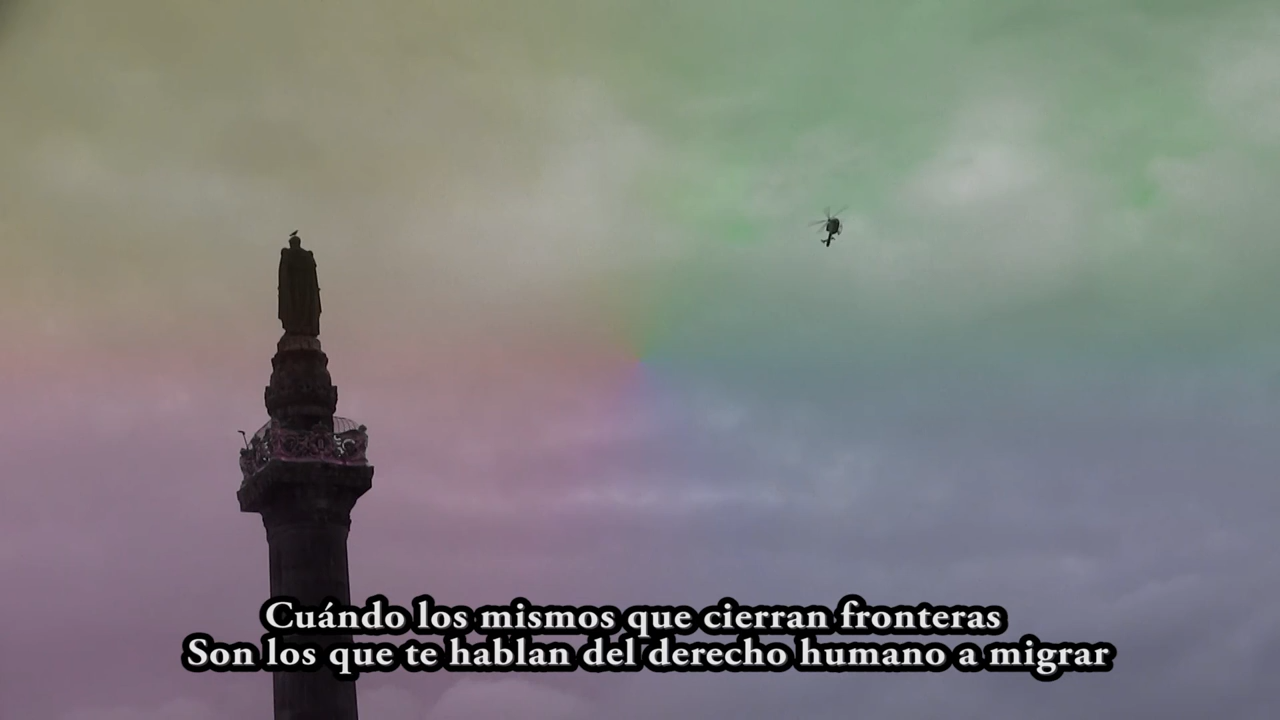 Cuándo los mismos que cierran fronteras
Son los que te hablan del derecho humano a migrar